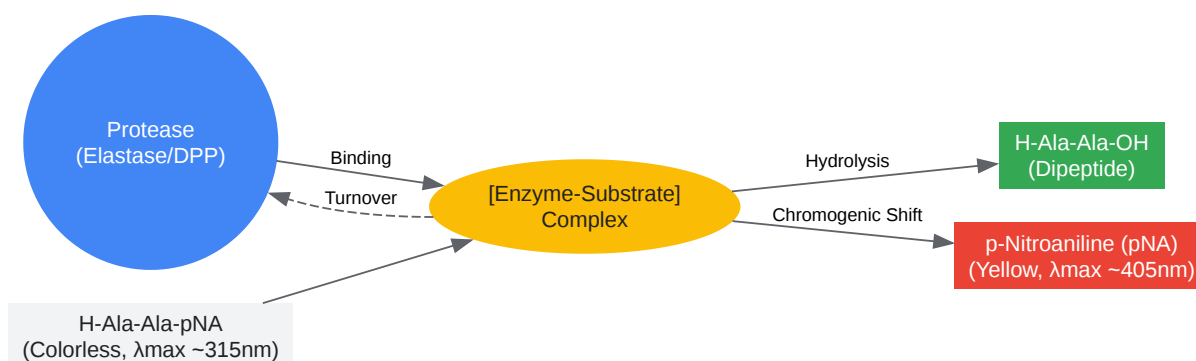 Protease
(Elastase/DPP)
Binding
Turnover
[Enzyme-Substrate]
Complex
Hydrolysis
Chromogenic Shift
H-Ala-Ala-OH
(Dipeptide)
p-Nitroaniline (pNA)
(Yellow, λmax ~405nm)
H-Ala-Ala-pNA
(Colorless, λmax ~315nm)